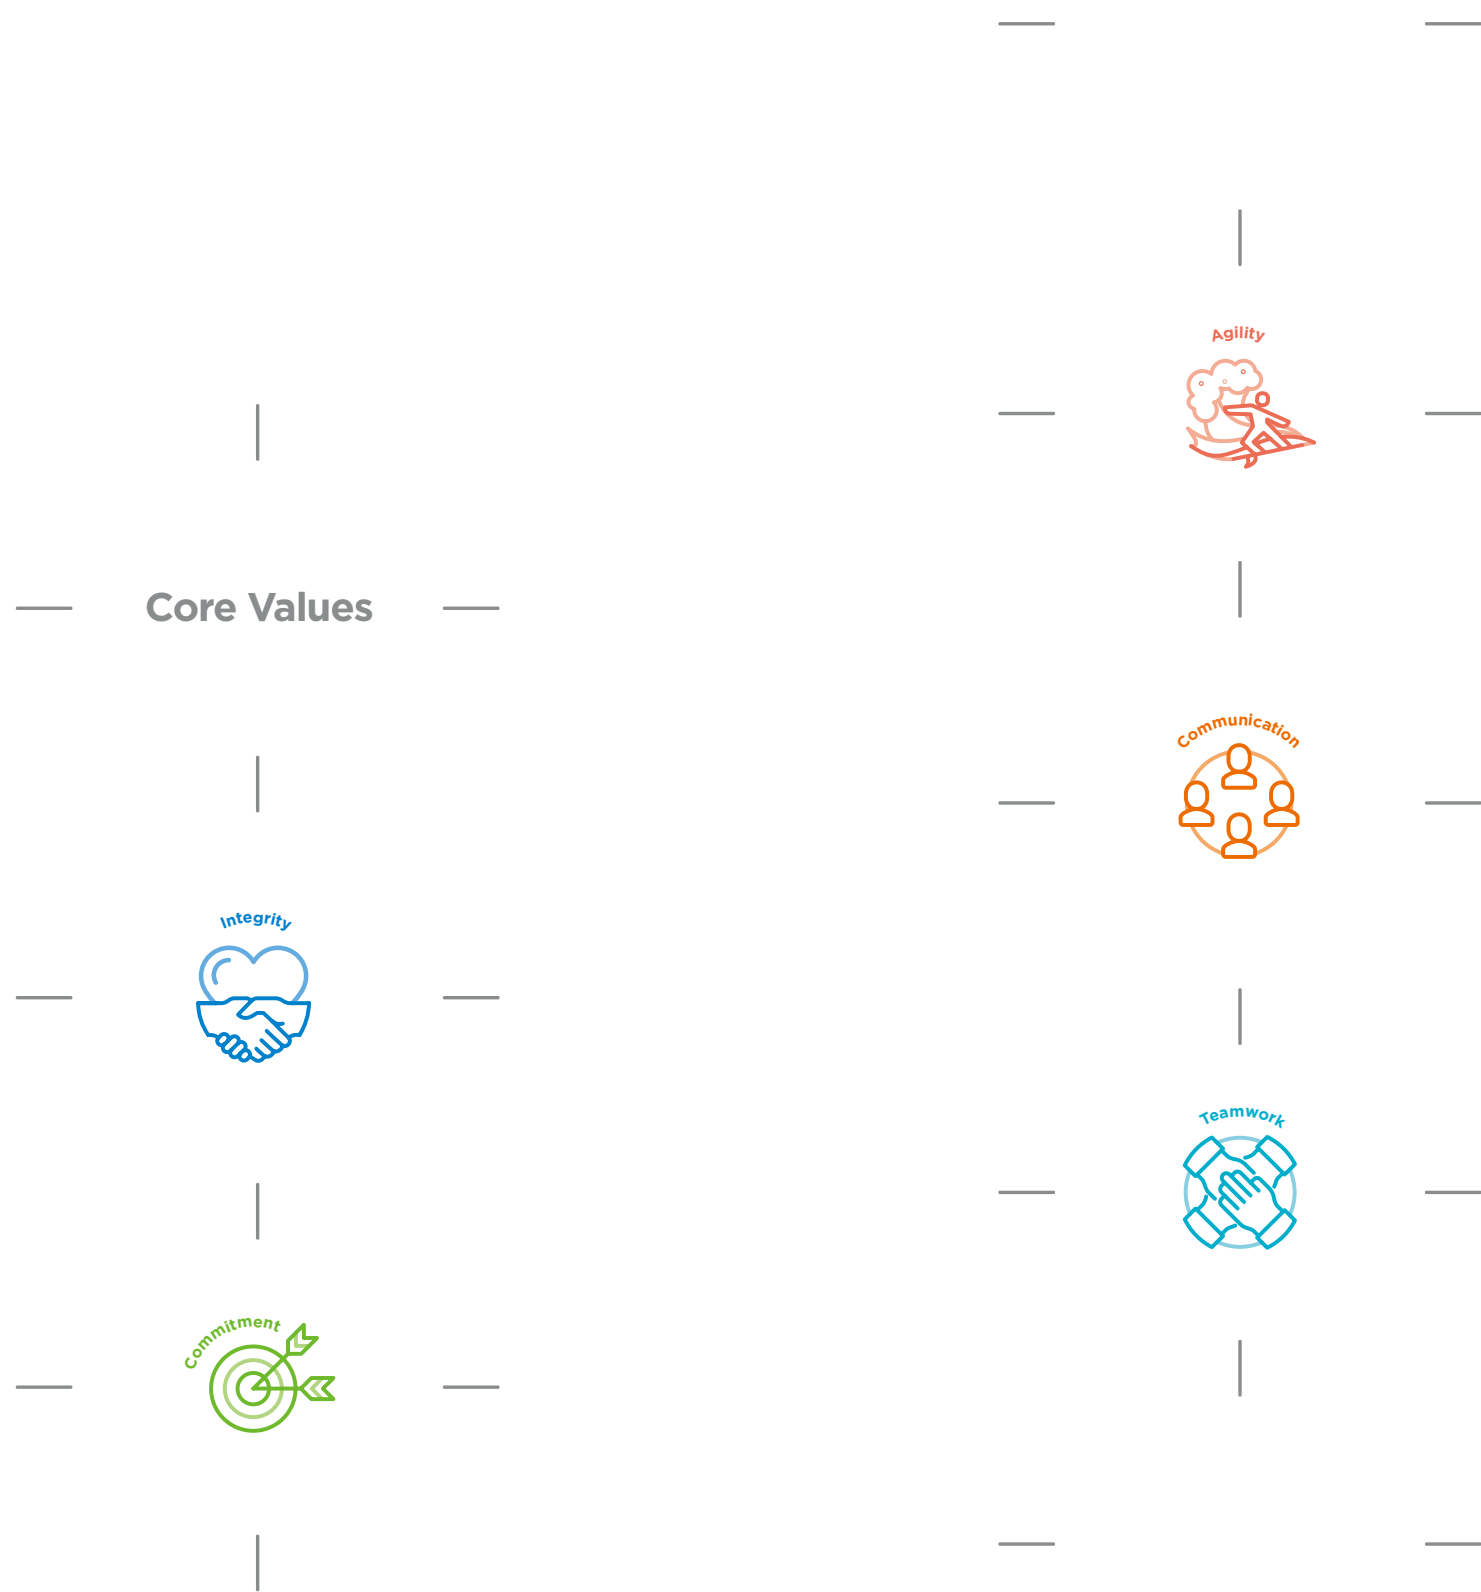 Core Values
Integrity
Commitment
Agility
Communication
Teamwork